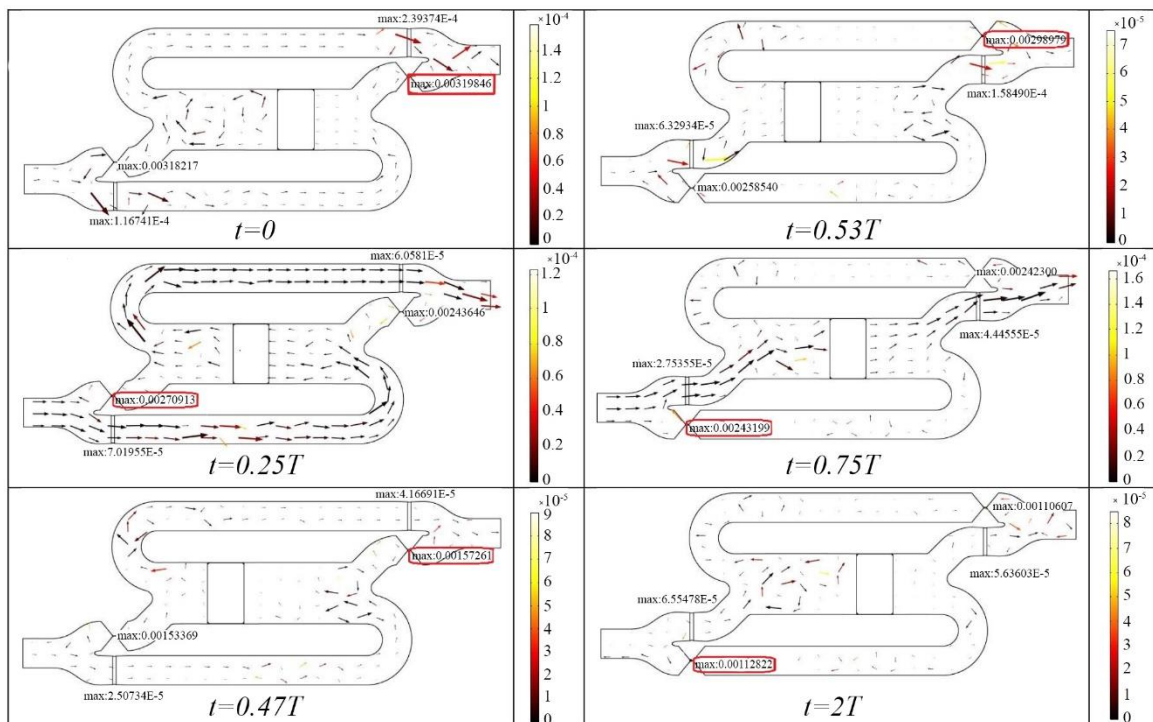 max:2.39374E-4
max:0.00319846
max:0.00318217
max:1.16741E-4
t=0
×10⁻⁴
1.4
1.2
1
0.8
0.6
0.4
0.2
0
max:0.00298979
max:1.58490E-4
max:6.32934E-5
max:0.00258540
t=0.53T
×10⁻⁵
7
6
5
4
3
2
1
0
max:6.0581E-5
max:0.00243646
max:0.00270913
max:7.01955E-5
t=0.25T
×10⁻⁴
1.2
1
0.8
0.6
0.4
0.2
0
max:0.00242300
max:4.44555E-5
max:2.75355E-5
max:0.00243199
t=0.75T
×10⁻⁴
1.6
1.4
1.2
1
0.8
0.6
0.4
0.2
0
max:4.16691E-5
max:0.00157261
max:0.00153369
max:2.50734E-5
t=0.47T
×10⁻⁵
9
8
7
6
5
4
3
2
1
0
max:0.00110607
max:5.63603E-5
max:6.55478E-5
max:0.00112822
t=2T
×10⁻⁵
8
7
6
5
4
3
2
1
0